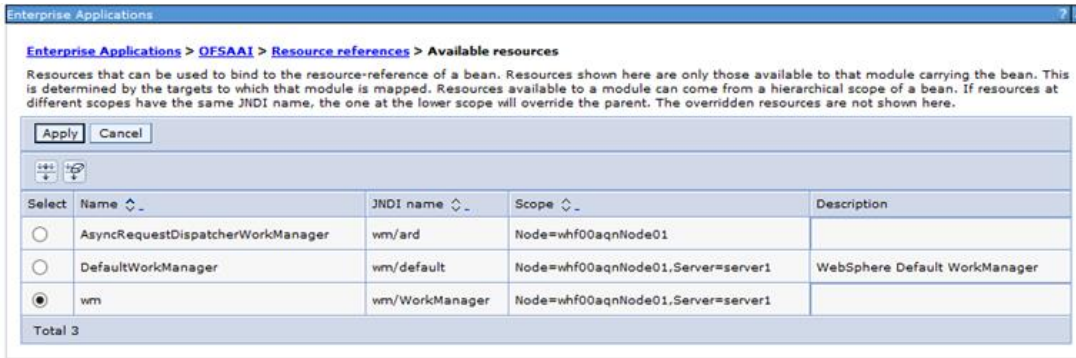 Enterprise Applications ?
Enterprise Applications > OFSAAI > Resource references > Available resources
Resources that can be used to bind to the resource-reference of a bean. Resources shown here are only those available to that module carrying the bean. This
is determined by the targets to which that module is mapped. Resources available to a module can come from a hierarchical scope of a bean. If resources at
different scopes have the same JNDI name, the one at the lower scope will override the parent. The overridden resources are not shown here.
Apply Cancel
Select Name JNDI name Scope Description
AsyncRequestDispatcherWorkManager wm/ard Node=whf00aqnNode01
DefaultWorkManager wm/default Node=whf00aqnNode01,Server=server1 WebSphere Default WorkManager
wm wm/WorkManager Node=whf00aqnNode01,Server=server1
Total 3